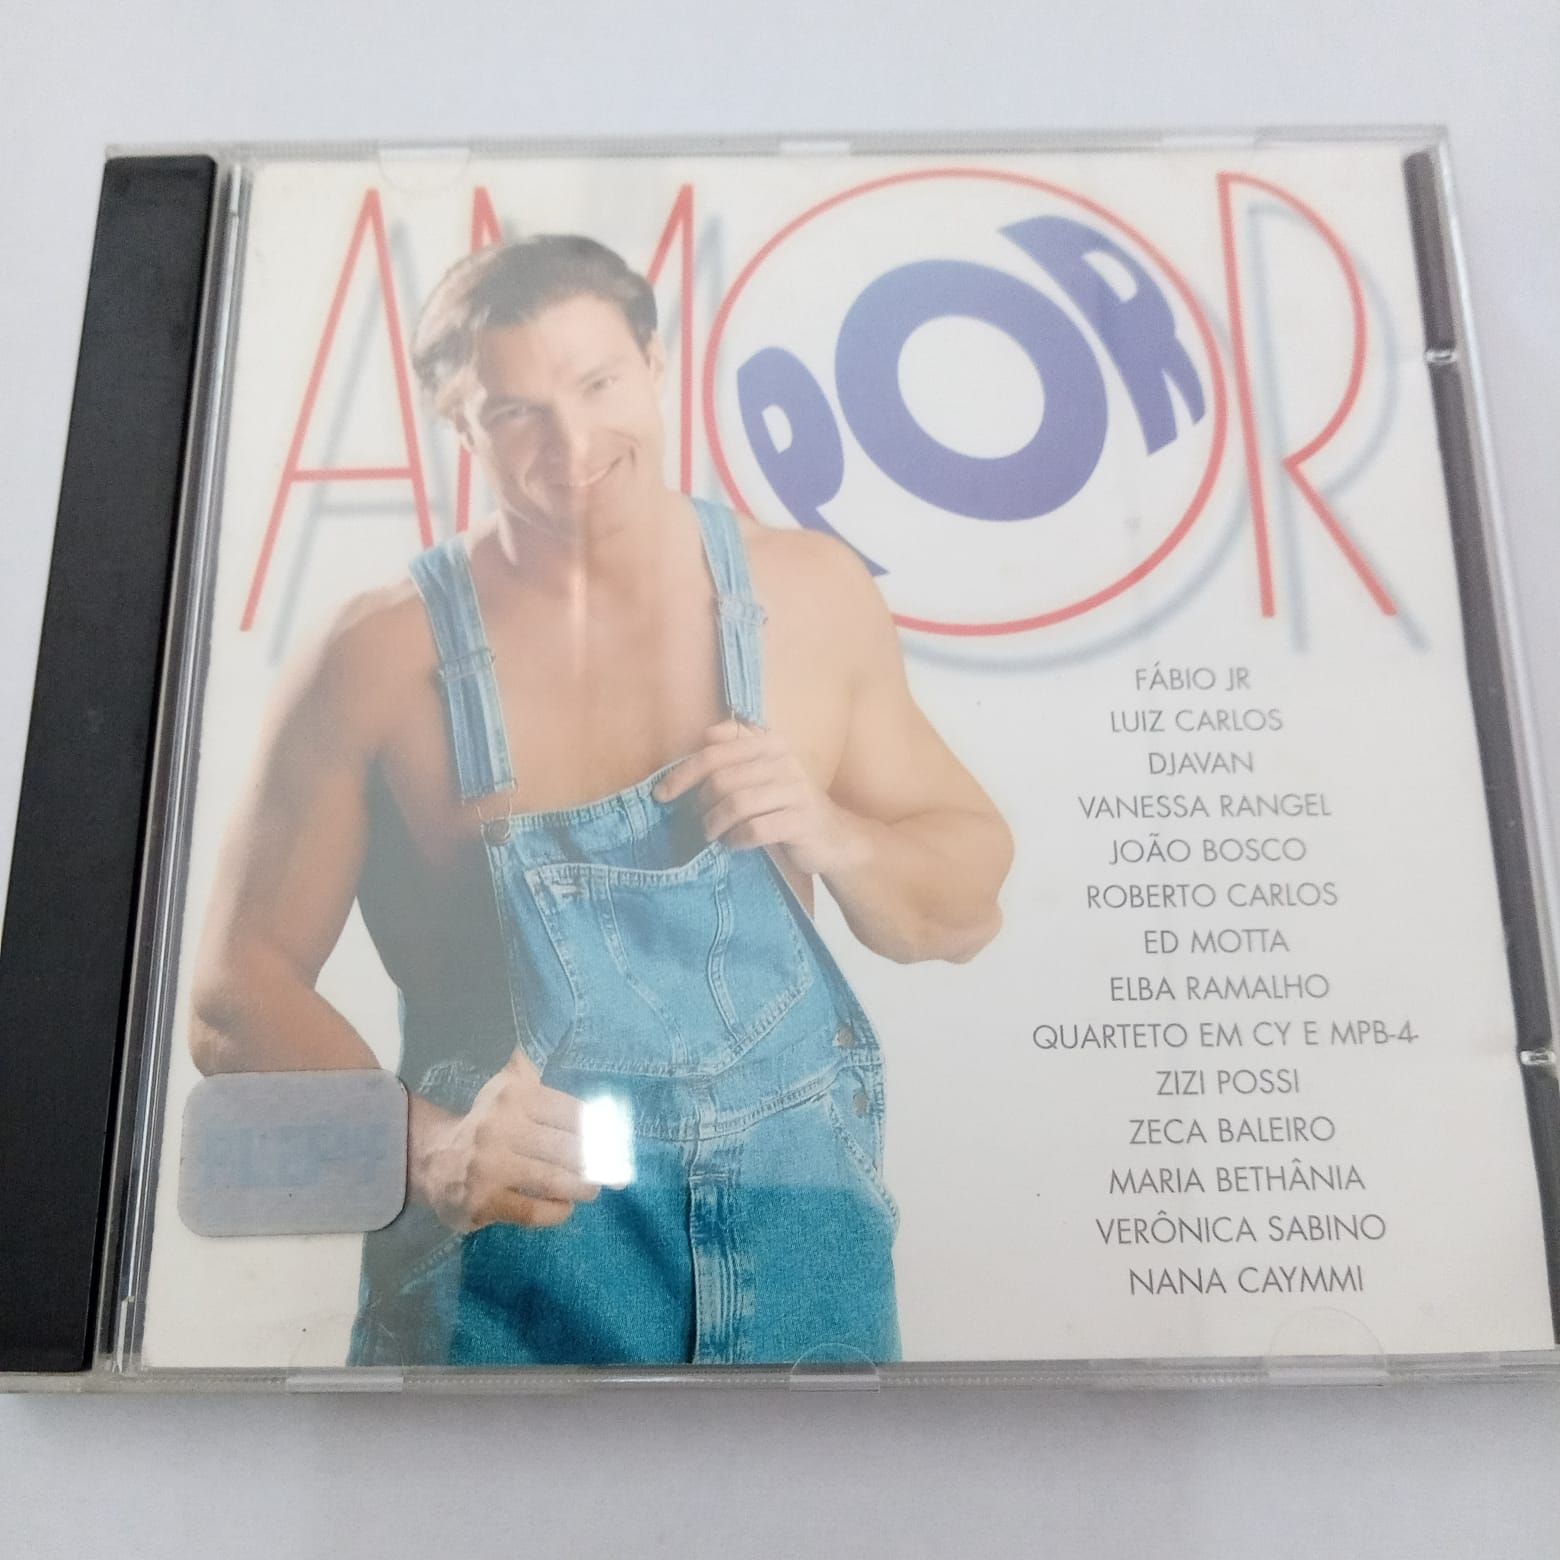 AMOR
POR
FÁBIO JR
LUIZ CARLOS
DJAVAN
VANESSA RANGEL
JOÃO BOSCO
ROBERTO CARLOS
ED MOTTA
ELBA RAMALHO
QUARTETO EM CY E MPB-4
ZIZI POSSI
ZECA BALEIRO
MARIA BETHÂNIA
VERÔNICA SABINO
NANA CAYMMI